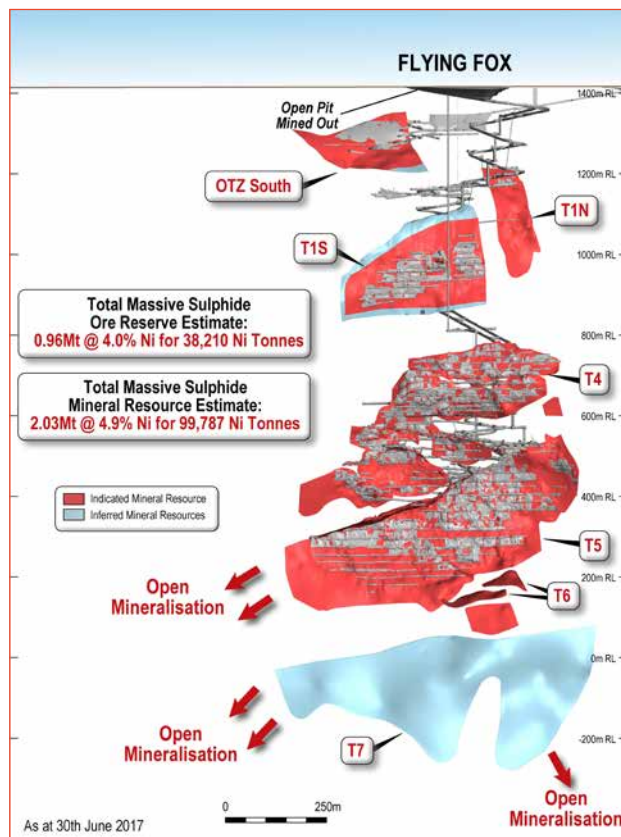 FLYING FOX
1400m RL
Open Pit
Mined Out
1200m RL
OTZ South
T1N
T1S
1000m RL
Total Massive Sulphide
Ore Reserve Estimate:
0.96Mt @ 4.0% Ni for 38,210 Ni Tonnes
800m RL
T4
Total Massive Sulphide
Mineral Resource Estimate:
2.03Mt @ 4.9% Ni for 99,787 Ni Tonnes
600m RL
Indicated Mineral Resource
Inferred Mineral Resources
400m RL
T5
Open
Mineralisation
200m RL
T6
0m RL
Open
Mineralisation
T7
-200m RL
0 250m
Open
Mineralisation
As at 30th June 2017